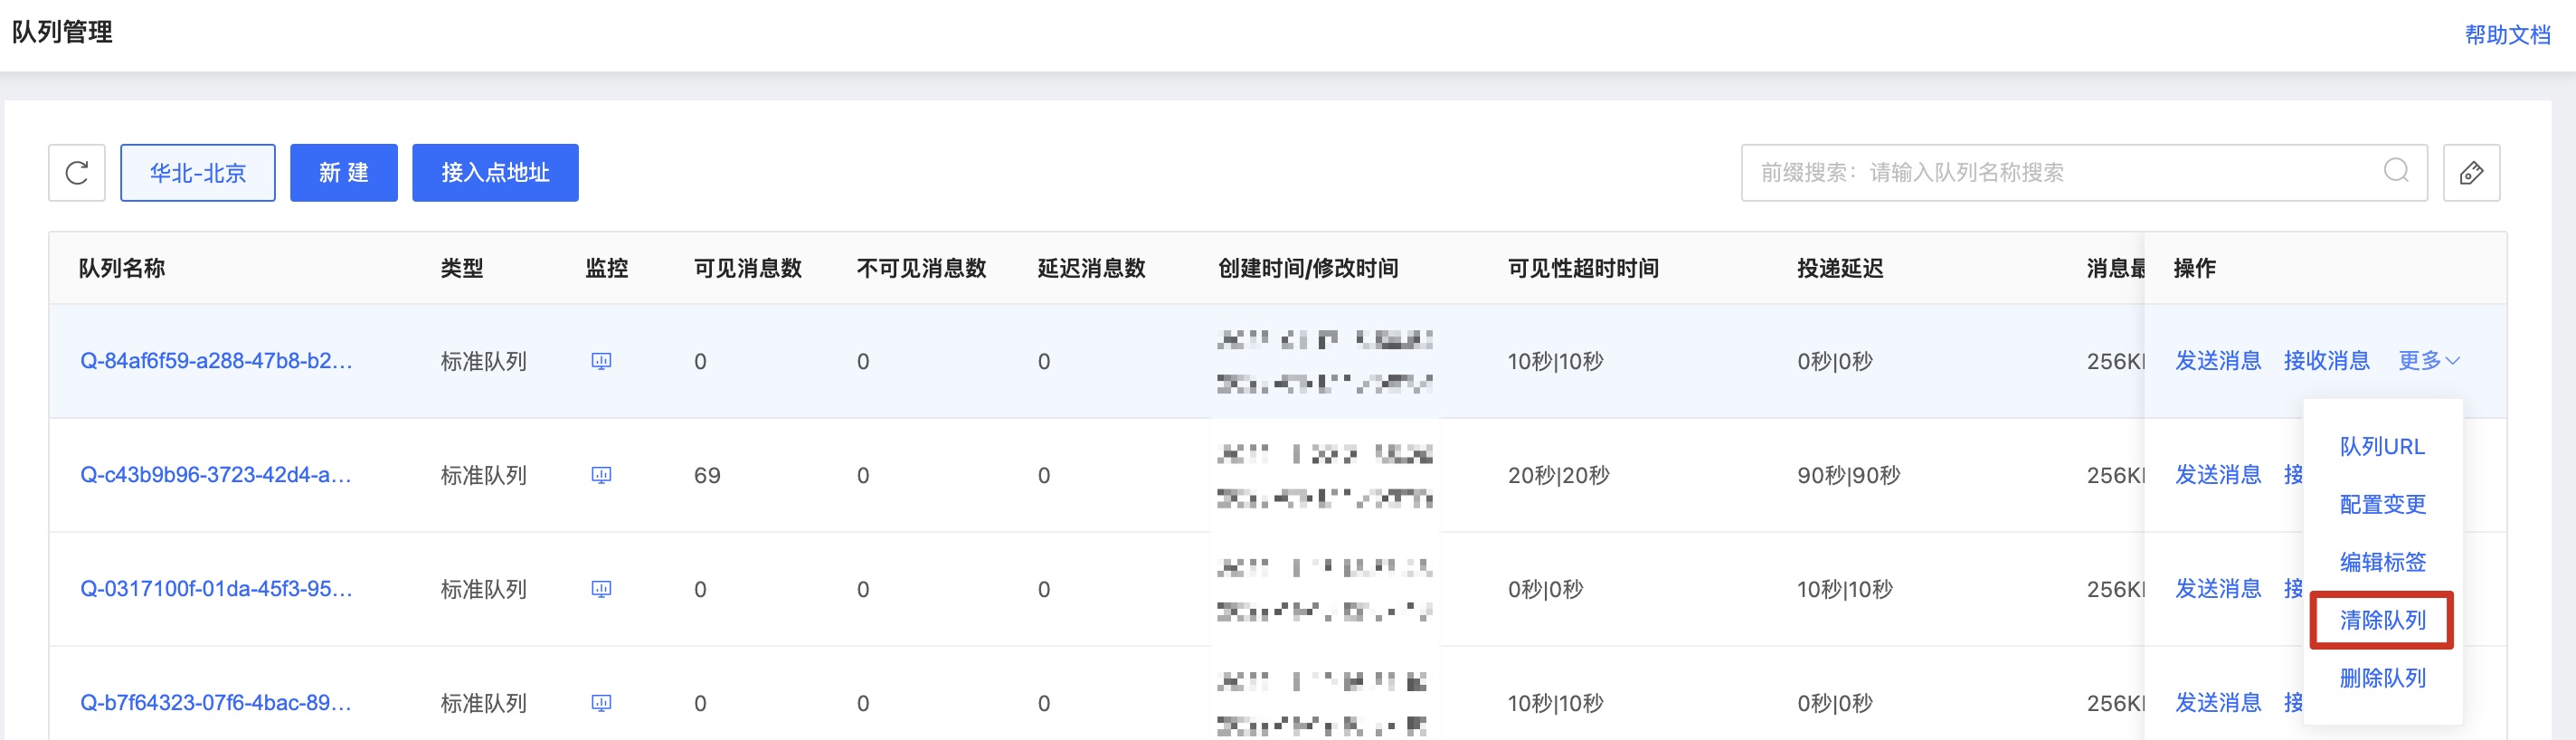 队列管理
帮助文档
华北-北京 新 建 接入点地址 前缀搜索：请输入队列名称搜索
队列名称 类型 监控 可见消息数 不可见消息数 延迟消息数 创建时间/修改时间 可见性超时时间 投递延迟 消息最 操作
Q-84af6f59-a288-47b8-b2... 标准队列 0 0 0 10秒|10秒 0秒|0秒 256K 发送消息 接收消息 更多
队列URL
Q-c43b9b96-3723-42d4-a... 标准队列 69 0 0 20秒|20秒 90秒|90秒 256K 发送消息 接
配置变更
编辑标签
Q-0317100f-01da-45f3-95... 标准队列 0 0 0 0秒|0秒 10秒|10秒 256K 发送消息 接
清除队列
删除队列
Q-b7f64323-07f6-4bac-89... 标准队列 0 0 0 10秒|10秒 0秒|0秒 256K 发送消息 接